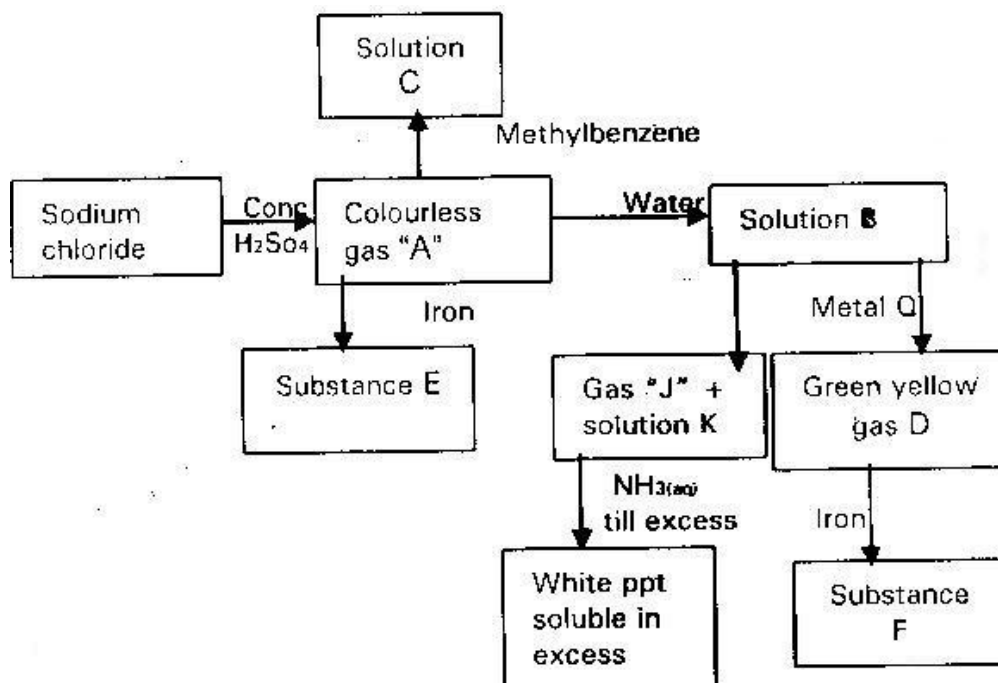 Solution
C
Methylbenzene
Sodium
chloride
Conc
H₂So₄
Colourless
gas "A"
Water
Solution B
Iron
Metal Q
Substance E
Gas "J" +
solution K
Green yellow
gas D
NH₃(aq)
till excess
Iron
White ppt
soluble in
excess
Substance
F